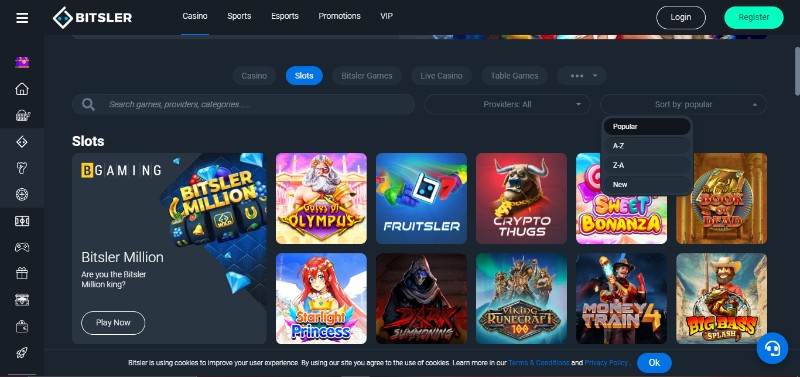 BITSLER
Casino
Sports
Esports
Promotions
VIP
Login
Register
Casino
Slots
Bitsler Games
Live Casino
Table Games
Search games, providers, categories.....
Providers: All
Sort by: popular
Popular
A-Z
Z-A
New
Slots
BGAMING
BITSLER
MILLION
WILD
Bitsler Million
Are you the Bitsler
Million king?
Play Now
Gates of
OLYMPUS
FRUITSLER
CRYPTO
THUGS
SWEET
BONANZA
BOOK
OF
DEAD
Starlight
Princess
DARK
SUMMONING
VIKING
RUNECRAFT
100
MONEY
TRAIN 4
BIG BASS
SPLASH
Bitsler is using cookies to improve your user experience. By using our site you agree to the use of cookies. Learn more in our Terms & Conditions and Privacy Policy.
Ok